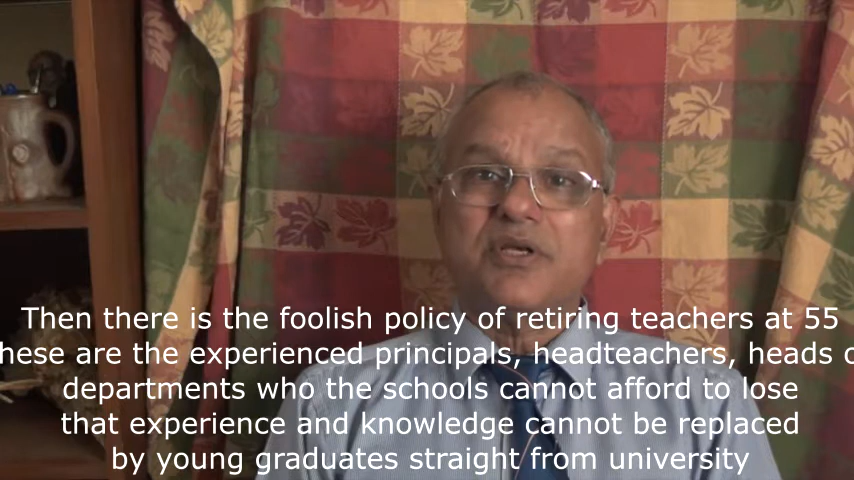 Then there is the foolish policy of retiring teachers at 55
hese are the experienced principals, headteachers, heads o
departments who the schools cannot afford to lose
that experience and knowledge cannot be replaced
by young graduates straight from university